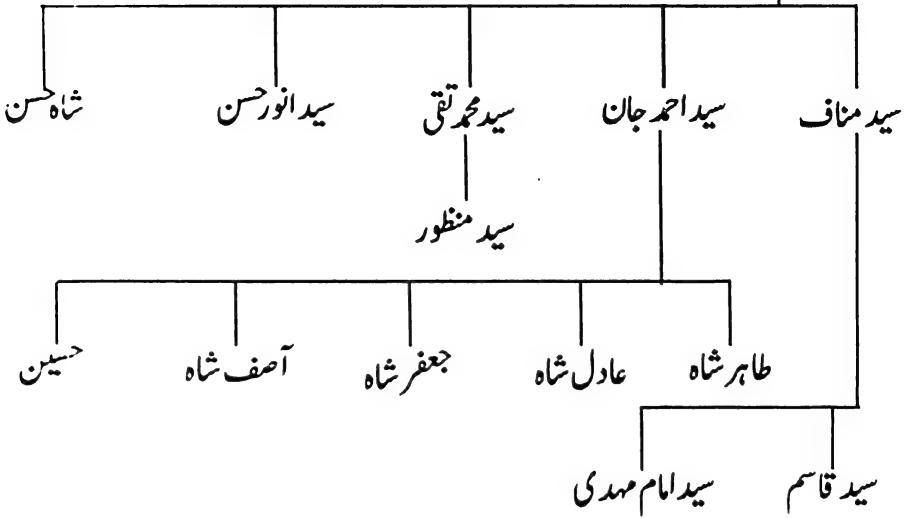 سید مناف سید احمد جان سید محمد تقی سید انور حسن شاہ حسن
سید منظور
طاہر شاہ عادل شاہ جعفر شاہ آصف شاہ حسین
سید قاسم سید امام مہدی